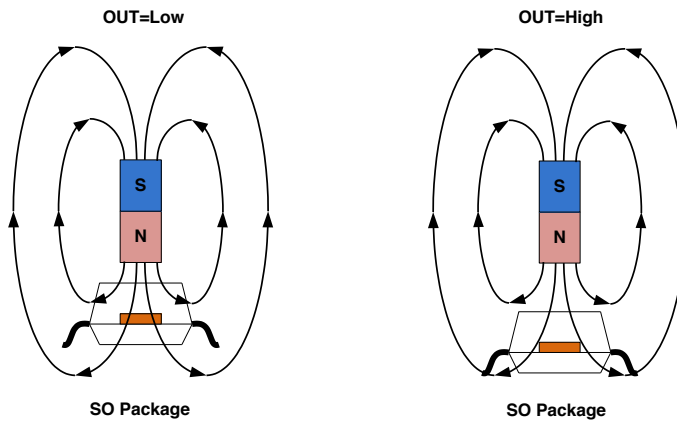 OUT=Low
OUT=High
S
N
S
N
SO Package
SO Package